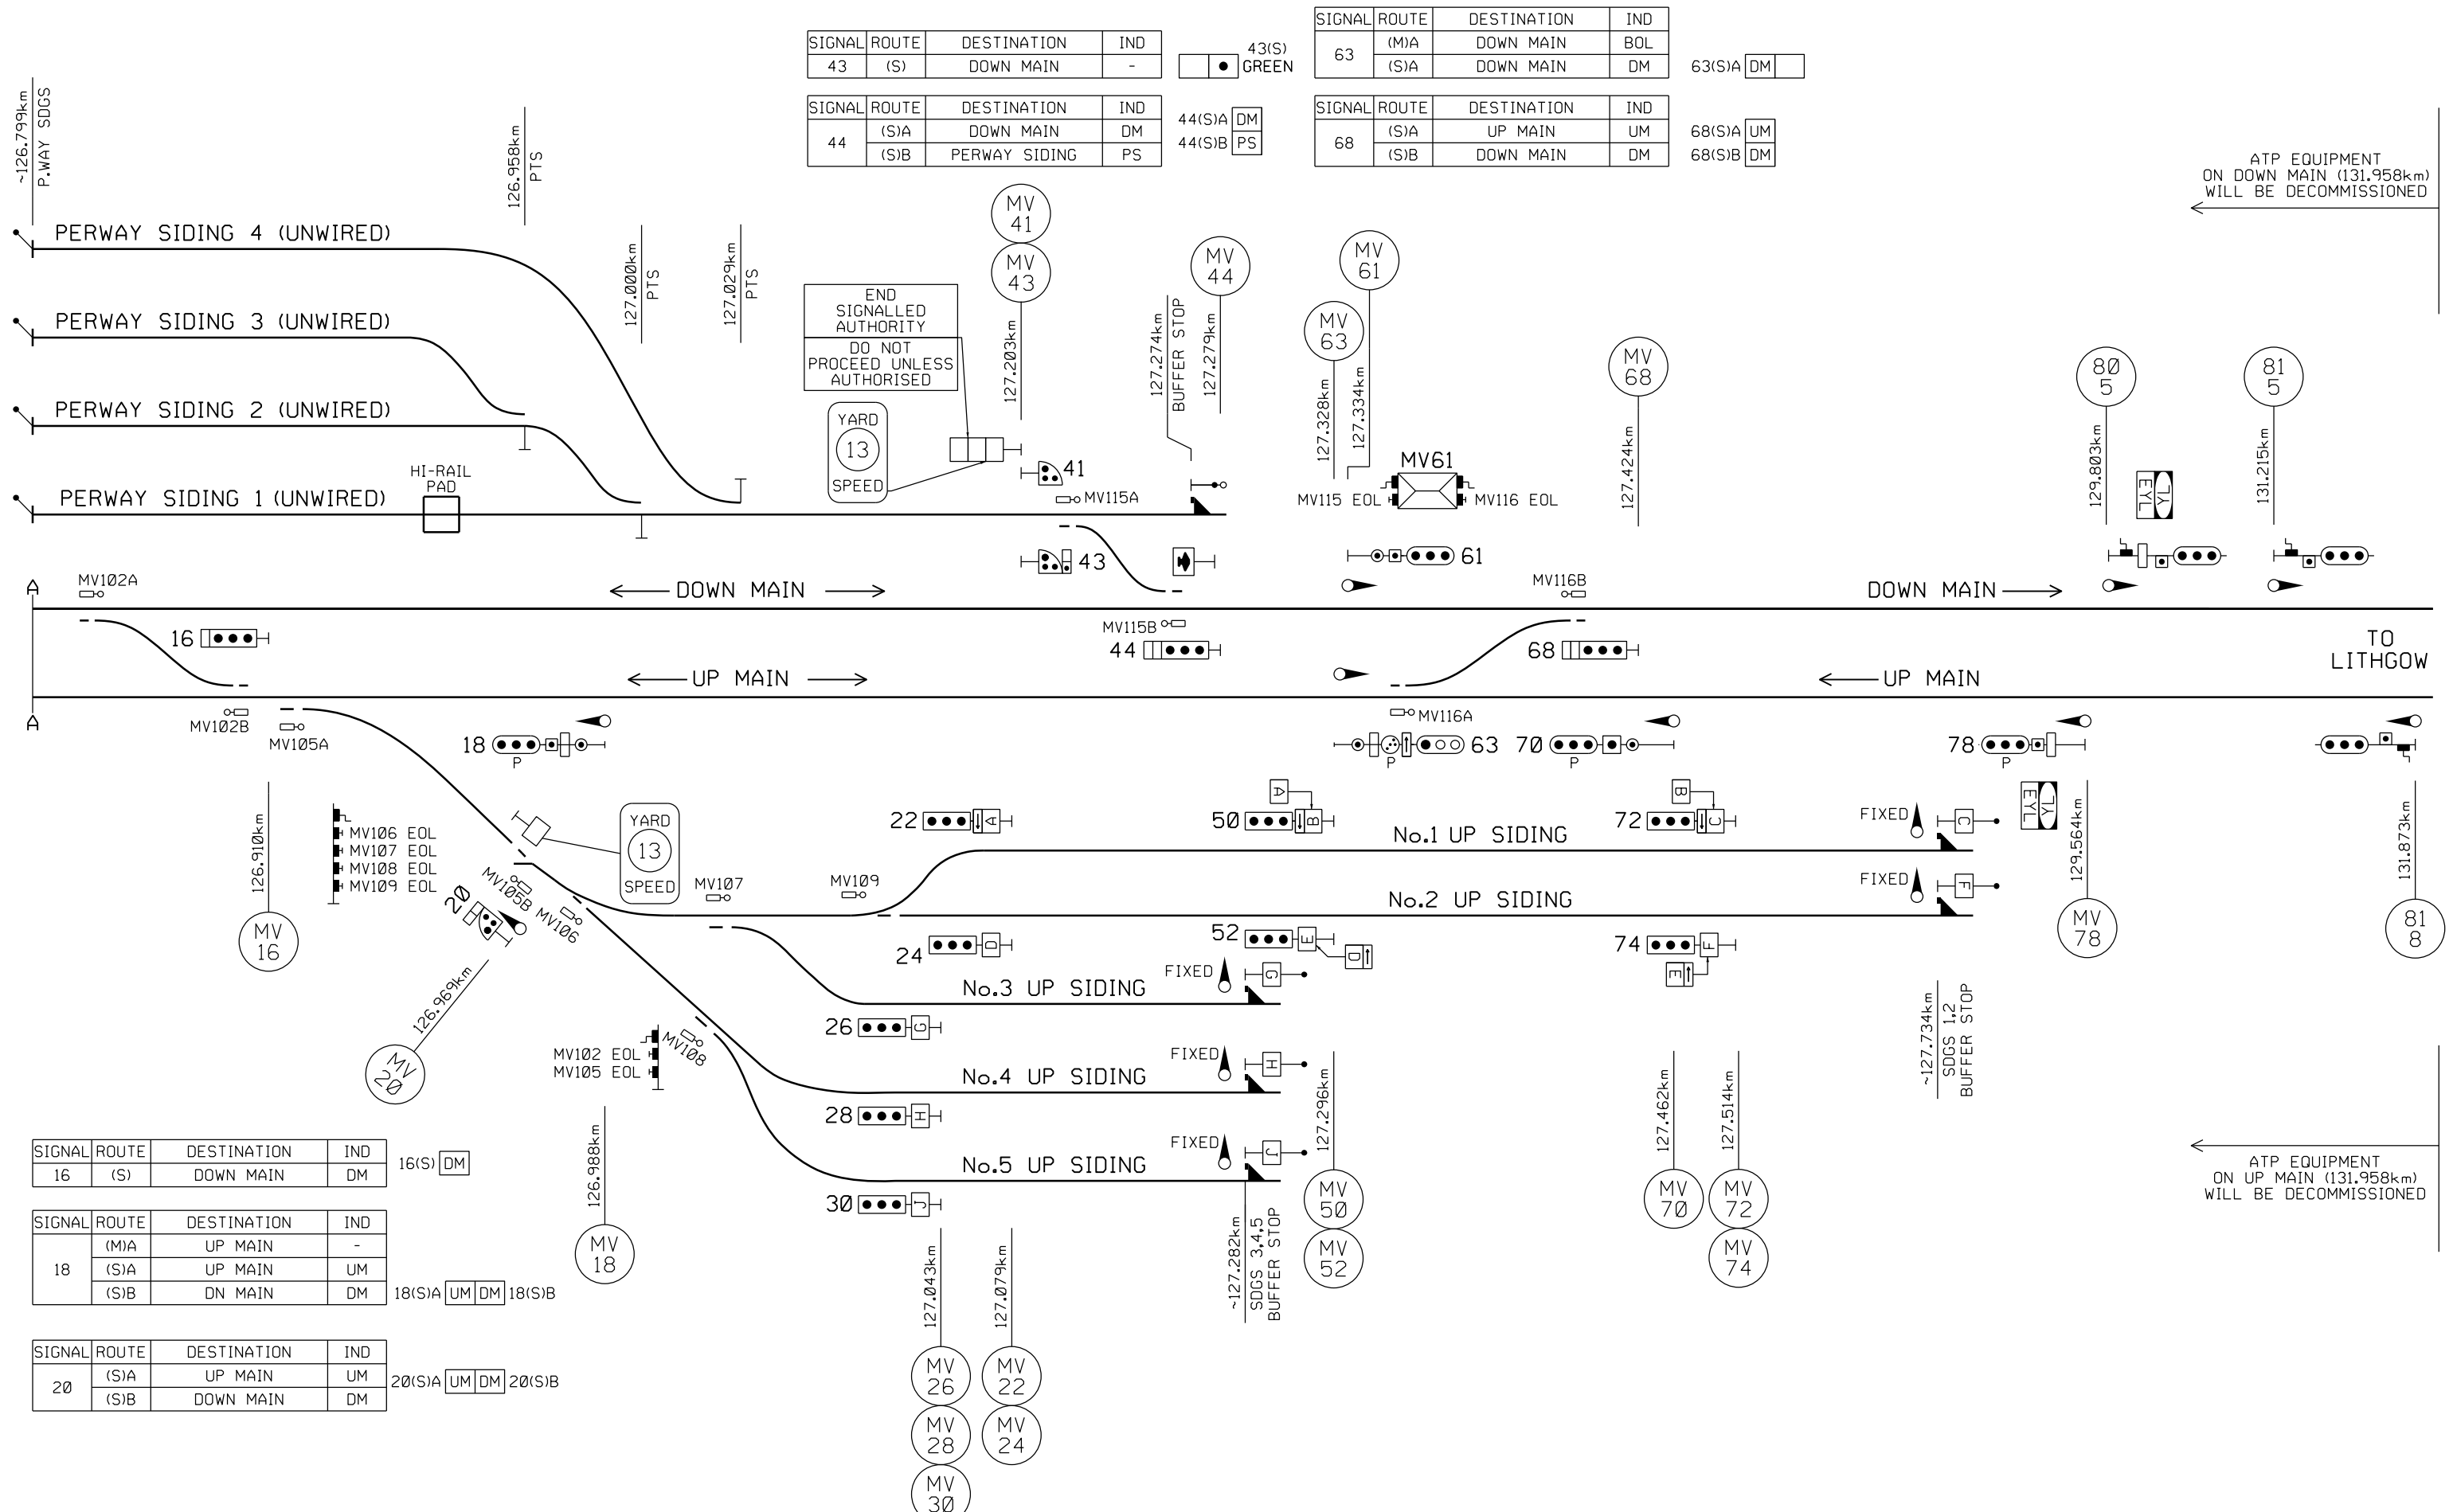 SIGNAL ROUTE DESTINATION IND
43 (S) DOWN MAIN -
43(S)
GREEN
SIGNAL ROUTE DESTINATION IND
44
(S)A DOWN MAIN DM
(S)B PERWAY SIDING PS
44(S)A DM
44(S)B PS
SIGNAL ROUTE DESTINATION IND
63
(M)A DOWN MAIN BOL
(S)A DOWN MAIN DM
63(S)A DM
SIGNAL ROUTE DESTINATION IND
68
(S)A UP MAIN UM
(S)B DOWN MAIN DM
68(S)A UM
68(S)B DM
ATP EQUIPMENT
ON DOWN MAIN (131.958km)
WILL BE DECOMMISSIONED
~126.799km
P.WAY SDGS
126.958km
PTS
127.000km
PTS
127.029km
PTS
PERWAY SIDING 4 (UNWIRED)
PERWAY SIDING 3 (UNWIRED)
PERWAY SIDING 2 (UNWIRED)
PERWAY SIDING 1 (UNWIRED)
HI-RAIL
PAD
END
SIGNALLED
AUTHORITY
DO NOT
PROCEED UNLESS
AUTHORISED
YARD
13
SPEED
MV
41
MV
43
127.203km
41
MV115A
43
127.274km
BUFFER STOP
MV
44
127.279km
MV
63
127.328km
MV
61
127.334km
MV61
MV115 EOL
MV116 EOL
61
MV
68
127.424km
80
5
129.803km
YL
EYL
81
5
131.215km
A
MV102A
DOWN MAIN
MV116B
DOWN MAIN
16
MV115B
44
68
TO
LITHGOW
UP MAIN
UP MAIN
A
MV102B
MV105A
18
P
MV116A
63
P
70
P
78
P
126.910km
MV
16
MV106 EOL
MV107 EOL
MV108 EOL
MV109 EOL
YARD
13
SPEED
20
MV105B
MV106
MV107
MV109
22
A
50
B
A
72
C
B
FIXED
C
No.1 UP SIDING
FIXED
F
No.2 UP SIDING
YL
EYL
129.564km
MV
78
131.873km
81
8
24
D
52
E
D
74
F
E
FIXED
G
No.3 UP SIDING
26
G
126.969km
MV
20
MV102 EOL
MV105 EOL
MV108
FIXED
H
No.4 UP SIDING
28
H
FIXED
J
No.5 UP SIDING
30
J
126.988km
MV
18
127.043km
MV
26
MV
28
MV
30
127.079km
MV
22
MV
24
~127.282km
SDGS 3,4,5
BUFFER STOP
127.296km
MV
50
MV
52
127.462km
MV
70
127.514km
MV
72
MV
74
~127.734km
SDGS 1,2
BUFFER STOP
ATP EQUIPMENT
ON UP MAIN (131.958km)
WILL BE DECOMMISSIONED
SIGNAL ROUTE DESTINATION IND
16 (S) DOWN MAIN DM
16(S) DM
SIGNAL ROUTE DESTINATION IND
18
(M)A UP MAIN -
(S)A UP MAIN UM
(S)B DN MAIN DM
18(S)A UM DM 18(S)B
SIGNAL ROUTE DESTINATION IND
20
(S)A UP MAIN UM
(S)B DOWN MAIN DM
20(S)A UM DM 20(S)B